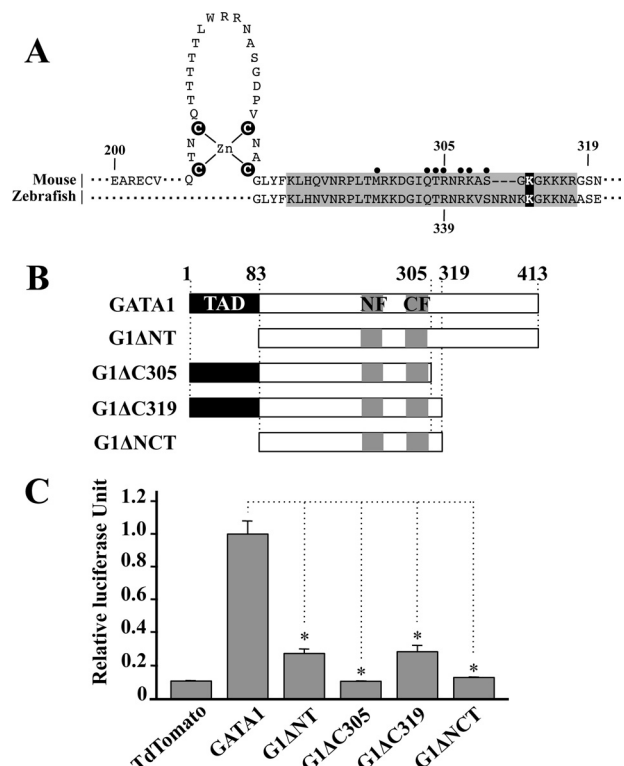 A
L W R R N A S G D P V
T T T T T T Q
C C
Zn
C C
N T
N A
200
305
319
Mouse | EARECV Q GLYFKLHQVNRPLTMRKDGIQTRNRKAS---GKGKKKRGSN
Zebrafish | GLYFKLHNVNRPLTMKKDGIQTRNRKVSNRNKKGKKNAASE
339
B
1 83 305 319 413
GATA1 TAD NF CF
G1ΔNT
G1ΔC305
G1ΔC319
G1ΔNCT
C
Relative luciferase Unit
1.2
1.0
0.8
0.6
0.4
0.2
0
* * * * 
TdTomato
GATA1
G1ΔNT
G1ΔC305
G1ΔC319
G1ΔNCT